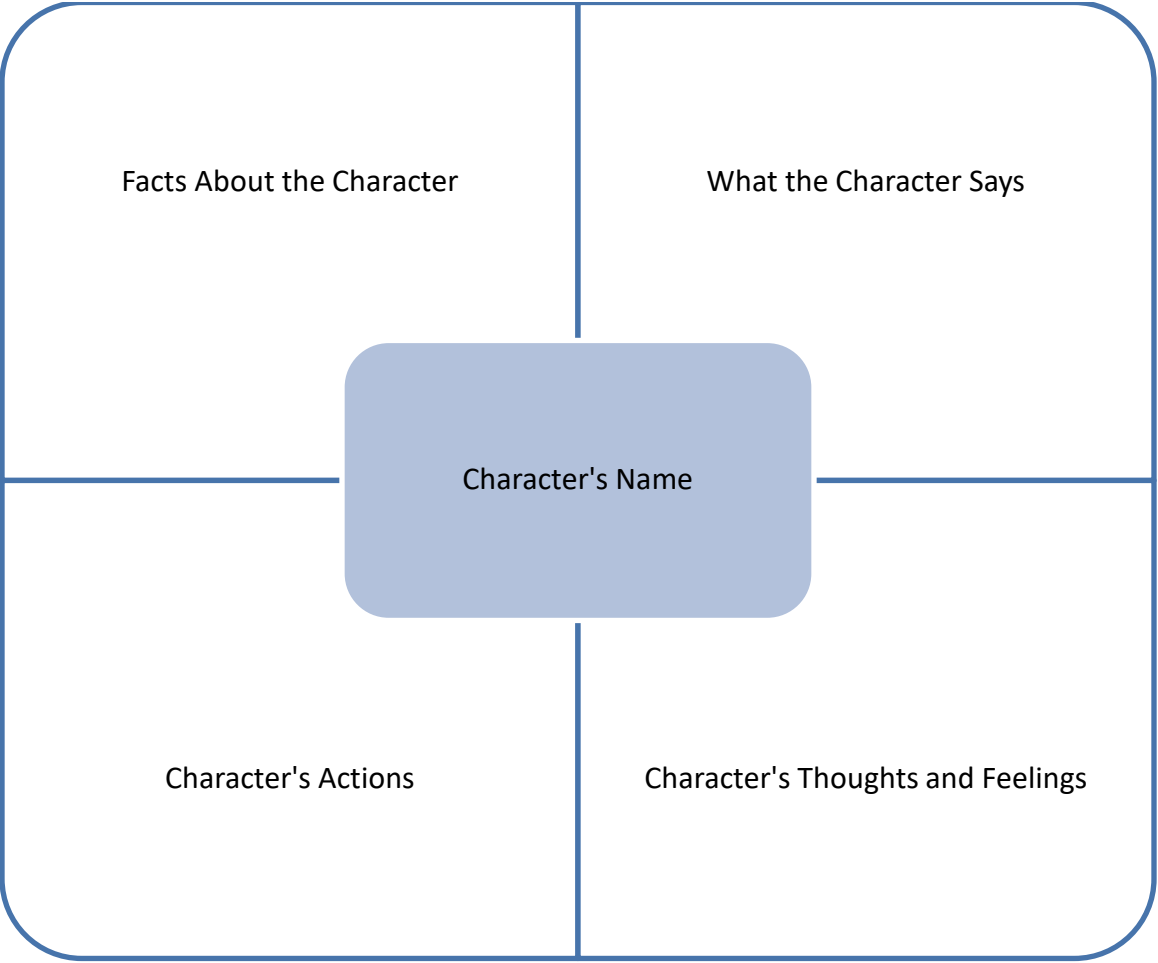 Facts About the Character
What the Character Says
Character's Name
Character's Actions
Character's Thoughts and Feelings